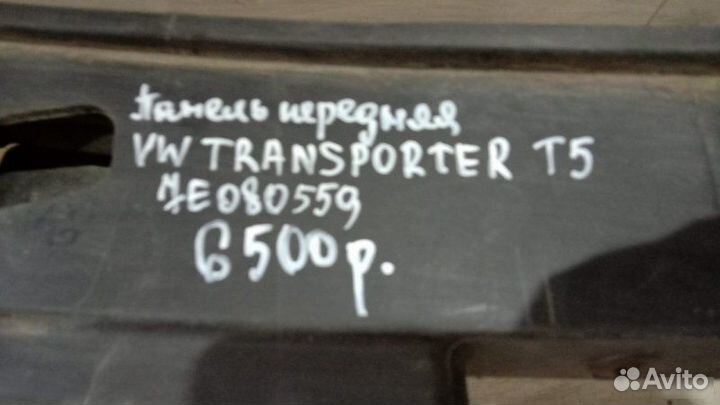 Панель передняя
VW TRANSPORTER T5
7E080559
6500р.
Avito